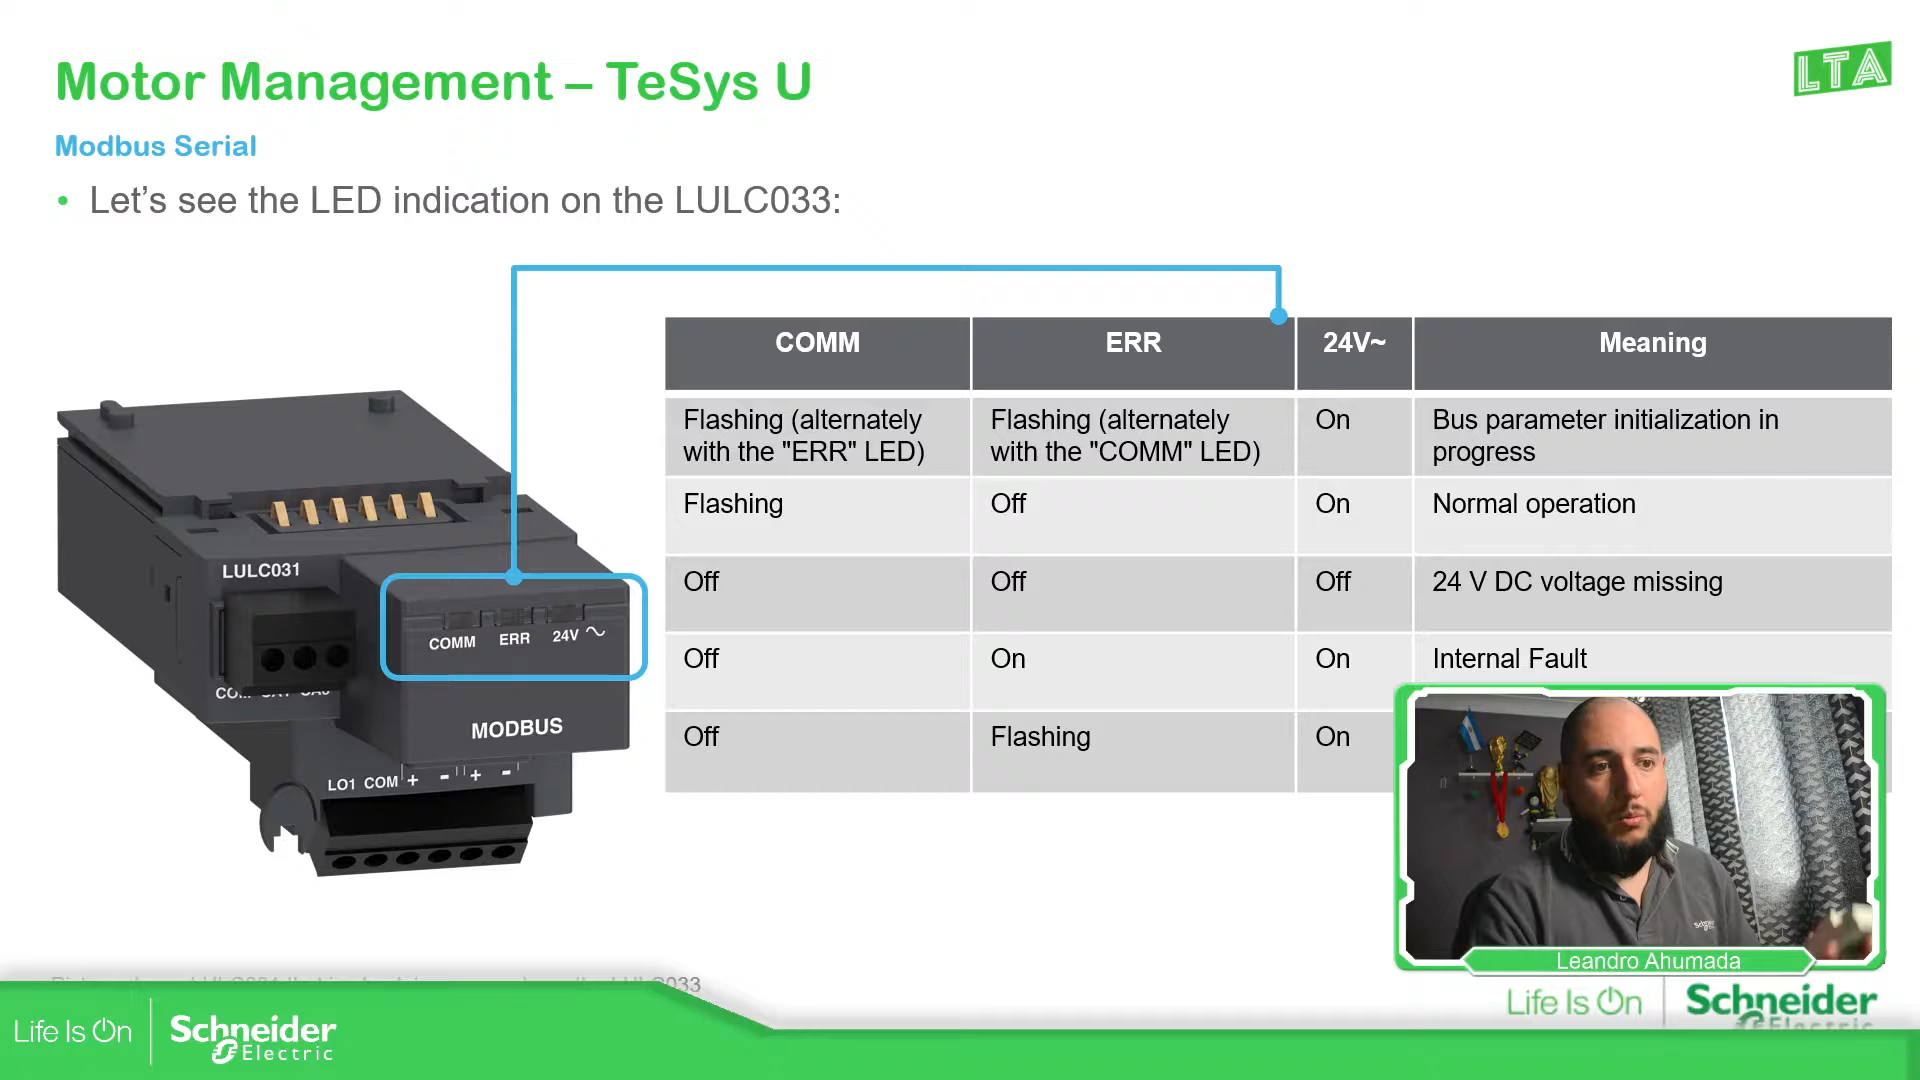 Motor Management – TeSys U
LTA
Modbus Serial
• Let's see the LED indication on the LULC033:
COMM ERR 24V~ Meaning
Flashing (alternately with the "ERR" LED) Flashing (alternately with the "COMM" LED) On Bus parameter initialization in progress
Flashing Off On Normal operation
Off Off Off 24 V DC voltage missing
Off On On Internal Fault
Off Flashing On
LULC031
COMM ERR 24V ~
MODBUS
LO1 COM + - + -
Schneider
Leandro Ahumada
Life Is On Schneider Electric
Life Is On Schneider Electric